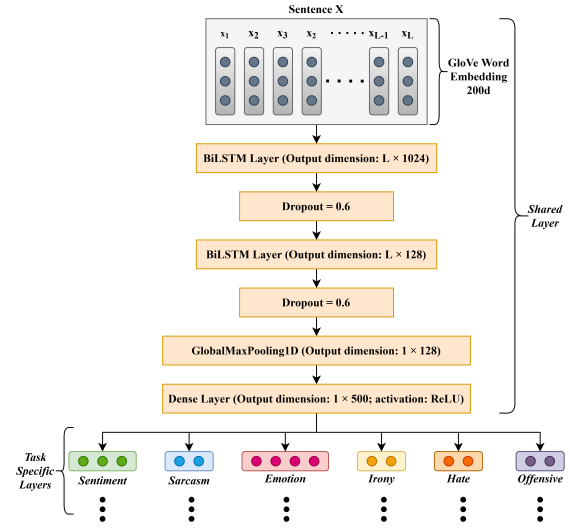 Sentence X
x1 x2 x3 x2 . . . . . xL-1 xL
GloVe Word
Embedding
200d
BiLSTM Layer (Output dimension: L × 1024)
Dropout = 0.6
Shared
Layer
BiLSTM Layer (Output dimension: L × 128)
Dropout = 0.6
GlobalMaxPooling1D (Output dimension: 1 × 128)
Dense Layer (Output dimension: 1 × 500; activation: ReLU)
Task
Specific
Layers
Sentiment Sarcasm Emotion Irony Hate Offensive